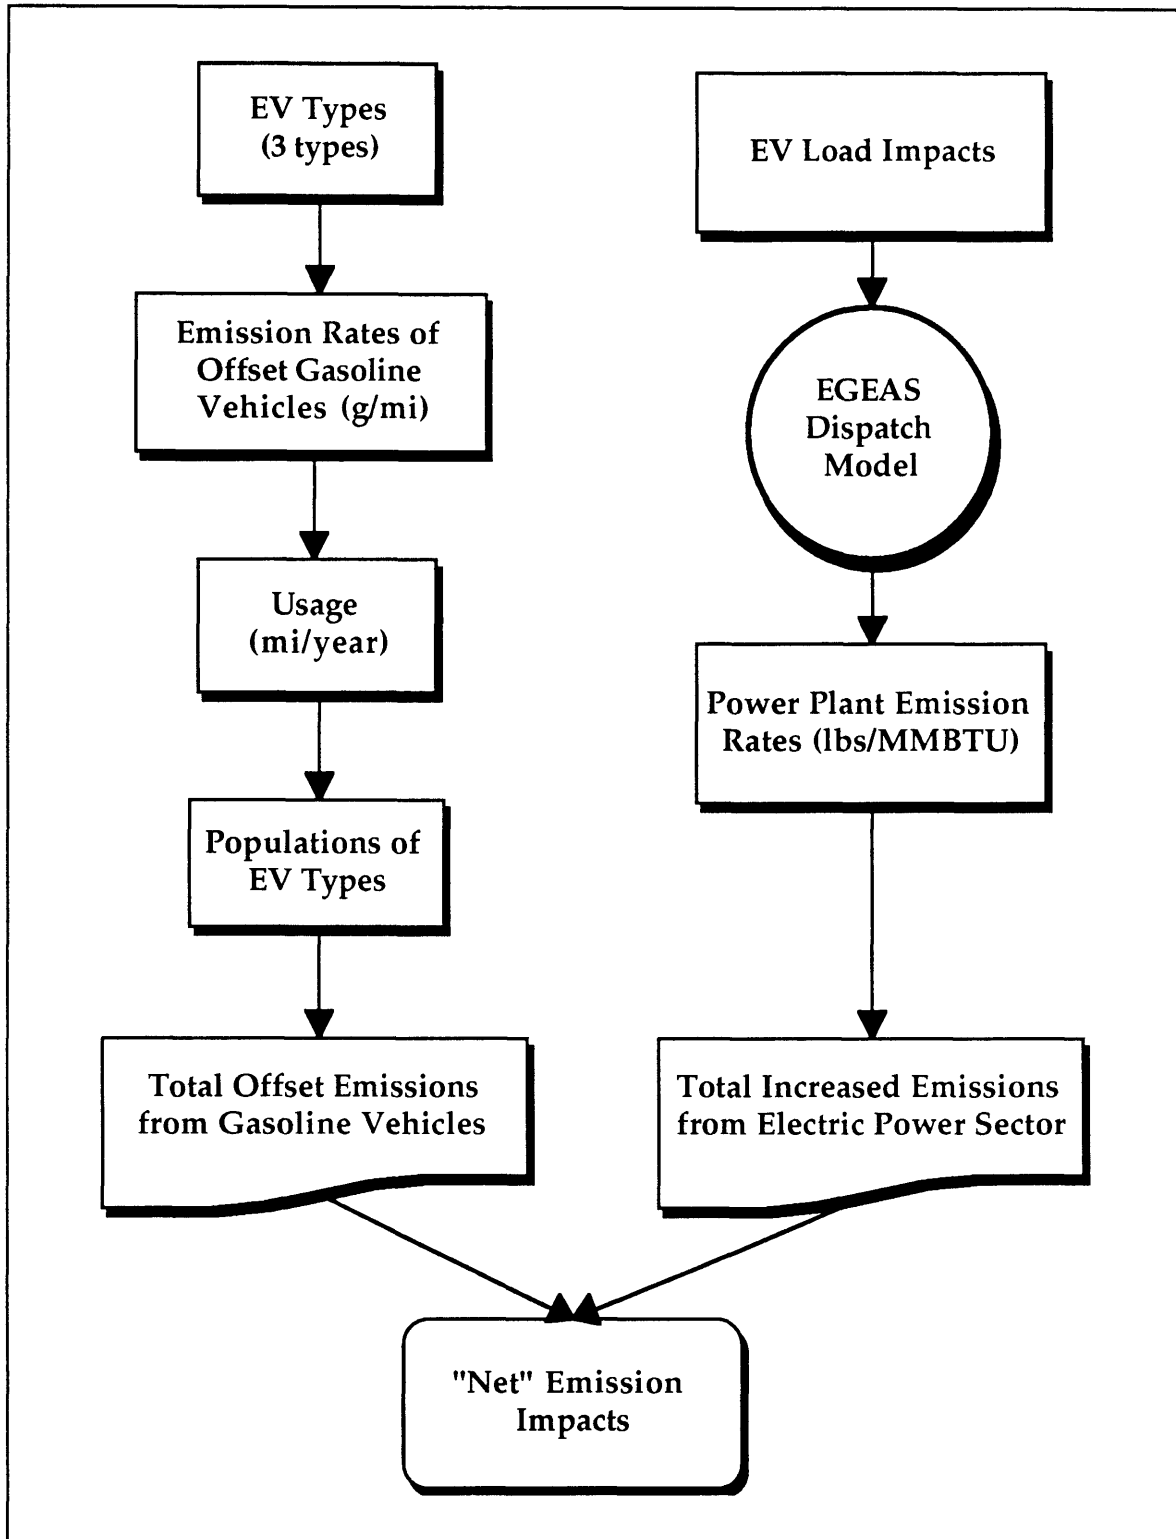 EV Types
(3 types)
Emission Rates of
Offset Gasoline
Vehicles (g/mi)
Usage
(mi/year)
Populations of
EV Types
Total Offset Emissions
from Gasoline Vehicles
EV Load Impacts
EGEAS
Dispatch
Model
Power Plant Emission
Rates (lbs/MMBTU)
Total Increased Emissions
from Electric Power Sector
"Net" Emission
Impacts